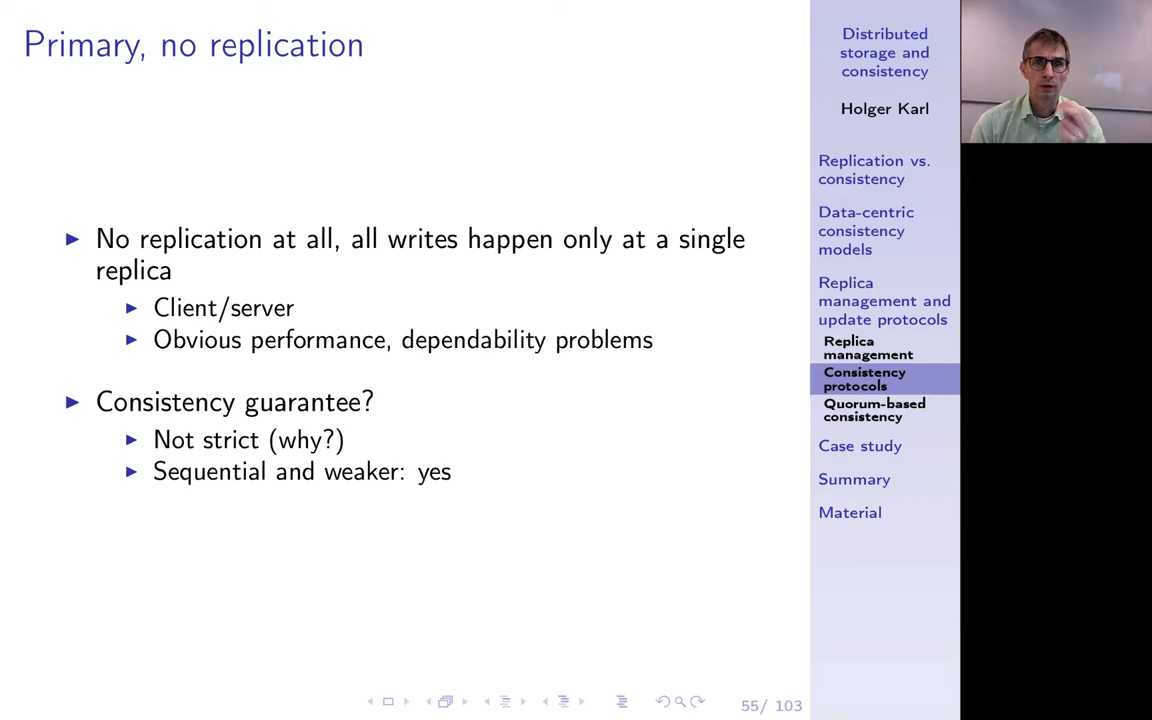 Primary, no replication
No replication at all, all writes happen only at a single
replica
Client/server
Obvious performance, dependability problems
Consistency guarantee?
Not strict (why?)
Sequential and weaker: yes
Distributed
storage and
consistency
Holger Karl
Replication vs.
consistency
Data-centric
consistency
models
Replica
management and
update protocols
Replica
management
Consistency
protocols
Quorum-based
consistency
Case study
Summary
Material
55/ 103